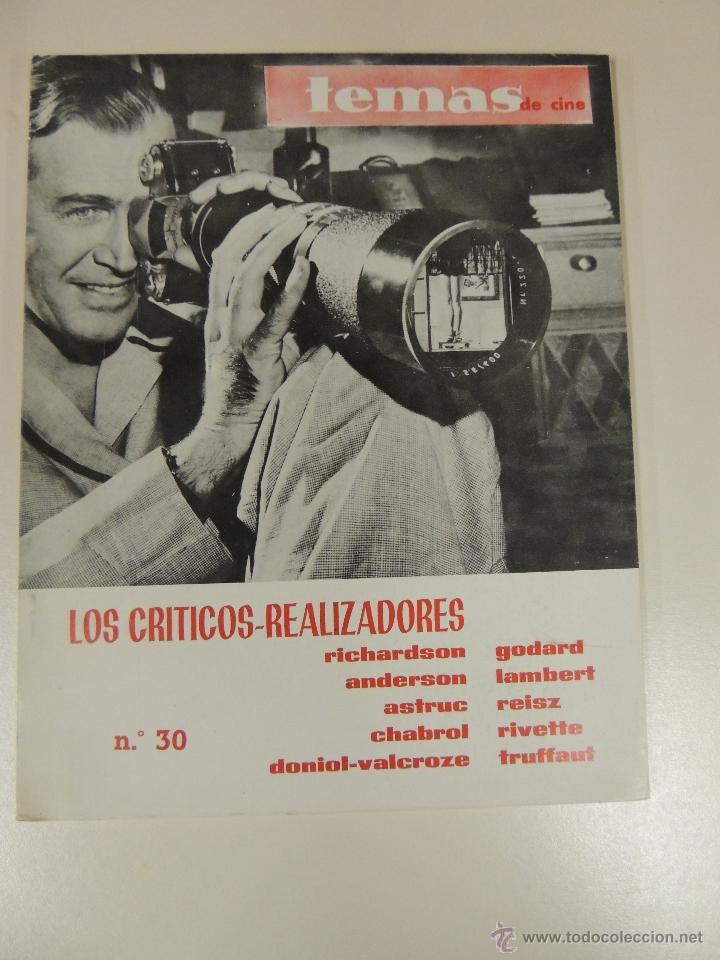 temas de cine
LOS CRITICOS-REALIZADORES
richardson godard
anderson lambert
astruc reisz
chabrol rivette
doniol-valcroze truffaut
n.° 30
© www.todocoleccion.net